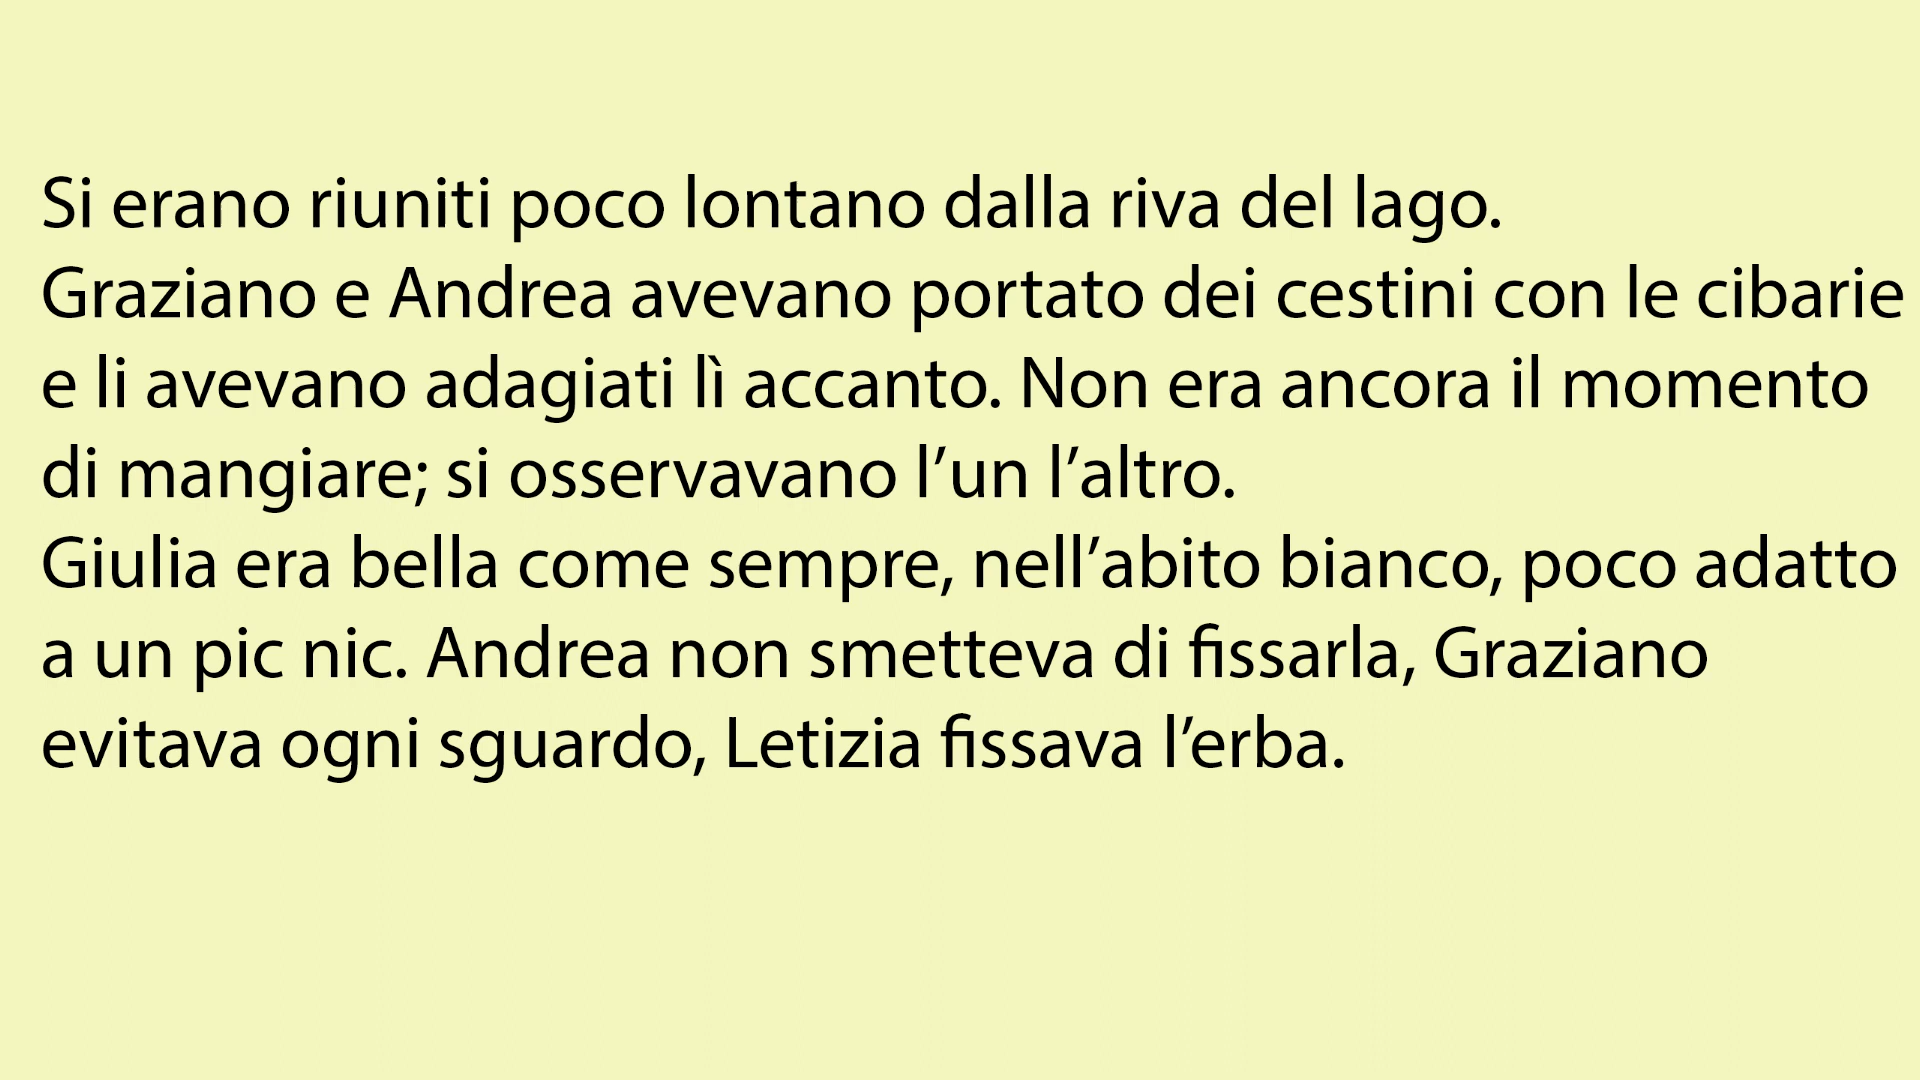 Si erano riuniti poco lontano dalla riva del lago.
Graziano e Andrea avevano portato dei cestini con le cibarie
e li avevano adagiati lì accanto. Non era ancora il momento
di mangiare; si osservavano l’un l’altro.
Giulia era bella come sempre, nell’abito bianco, poco adatto
a un pic nic. Andrea non smetteva di fissarla, Graziano
evitava ogni sguardo, Letizia fissava l’erba.